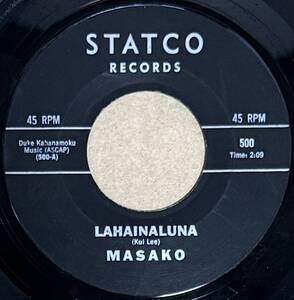 STATCO
RECORDS
45 RPM
45 RPM
Duke Kahanamoku
Music (ASCAP)
(500-A)
500
Time: 2:09
LAHAINALUNA
(Kui Lee)
MASAKO